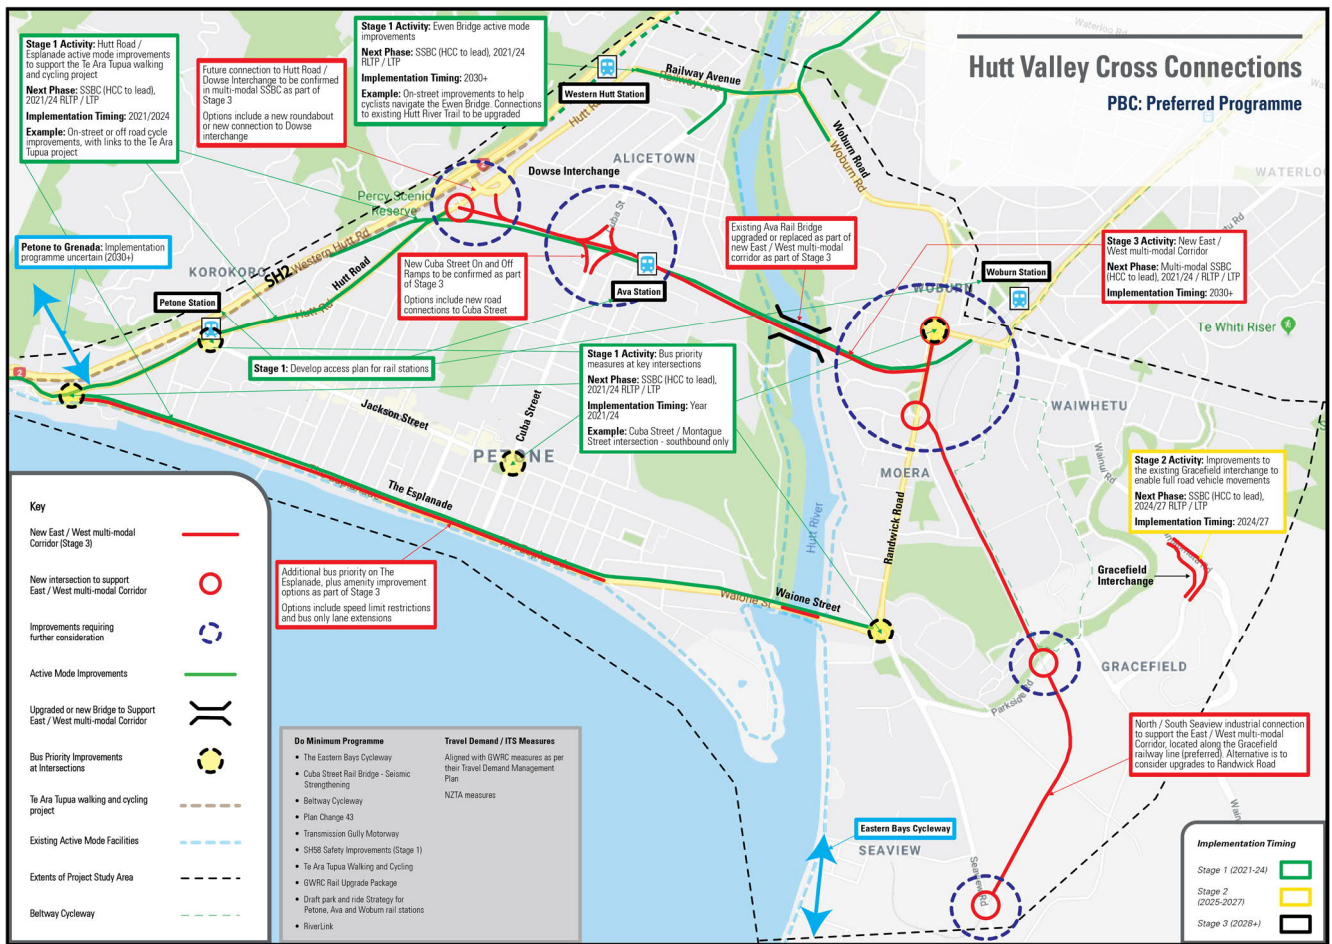 Hutt Valley Cross Connections
PBC: Preferred Programme
Stage 1 Activity: Hutt Road /
Esplanade active mode improvements
to support the Te Ara Tupua walking
and cycling project
Next Phase: SSBC (HCC to lead),
2021/24 RLTP / LTP
Implementation Timing: 2021/2024
Example: On-street or off road cycle
improvements, with links to the Te Ara
Tupua project
Future connection to Hutt Road /
Dowse Interchange to be confirmed
in multi-modal SSBC as part of
Stage 3
Options include a new roundabout
or new connection to Dowse
interchange
Stage 1 Activity: Ewen Bridge active mode
improvements
Next Phase: SSBC (HCC to lead), 2021/24
RLTP / LTP
Implementation Timing: 2030+
Example: On-street improvements to help
cyclists navigate the Ewen Bridge. Connections
to existing Hutt River Trail to be upgraded
Western Hutt Station
Railway Avenue
Railway Ave
Hutt Rd
Waterloo Rd
WATERLOO
ALICETOWN
Woburn Road
Woburn Rd
Dowse Interchange
2
Percy Scenic
Reserve
Cuba St
Petone to Grenada: Implementation
programme uncertain (2030+)
KOROKORO
SH2
Western Hutt Rd
Hutt Road
Hutt Rd
Petone Station
2
New Cuba Street On and Off
Ramps to be confirmed as part
of Stage 3
Options include new road
connections to Cuba Street
Ava Station
Existing Ava Rail Bridge
upgraded or replaced as part of
new East / West multi-modal
corridor as part of Stage 3
WOBURN
Woburn Station
Stage 3 Activity: New East /
West multi-modal Corridor
Next Phase: Multi-modal SSBC
(HCC to lead), 2021/24 / RLTP / LTP
Implementation Timing: 2030+
Te Whiti Riser
Stage 1: Develop access plan for rail stations
Stage 1 Activity: Bus priority
measures at key intersections
Next Phase: SSBC (HCC to lead),
2021/24 RLTP / LTP
Implementation Timing: Year
2021/24
Example: Cuba Street / Montague
Street intersection - southbound only
Jackson Street
Cuba Street
PETONE
WAIWHETU
Wainui Rd
MOERA
Stage 2 Activity: Improvements to
the existing Gracefield interchange to
enable full road vehicle movements
Next Phase: SSBC (HCC to lead),
2024/27 RLTP / LTP
Implementation Timing: 2024/27
Gracefield
Interchange
The Esplanade
Hutt River
Randwick Road
Waione Street
Waione St
Additional bus priority on The
Esplanade, plus amenity improvement
options as part of Stage 3
Options include speed limit restrictions
and bus only lane extensions
GRACEFIELD
Parkside Rd
North / South Seaview industrial connection
to support the East / West multi-modal
Corridor, located along the Gracefield
railway line (preferred). Alternative is to
consider upgrades to Randwick Road
Eastern Bays Cycleway
SEAVIEW
Seaview Rd
Key
New East / West multi-modal
Corridor (Stage 3)
New intersection to support
East / West multi-modal Corridor
Improvements requiring
further consideration
Active Mode Improvements
Upgraded or new Bridge to Support
East / West multi-modal Corridor
Bus Priority Improvements
at Intersections
Te Ara Tupua walking and cycling
project
Existing Active Mode Facilities
Extents of Project Study Area
Beltway Cycleway
Do Minimum Programme
• The Eastern Bays Cycleway
• Cuba Street Rail Bridge - Seismic
Strengthening
• Beltway Cycleway
• Plan Change 43
• Transmission Gully Motorway
• SH58 Safety Improvements (Stage 1)
• Te Ara Tupua Walking and Cycling
• GWRC Rail Upgrade Package
• Draft park and ride Strategy for
Petone, Ava and Woburn rail stations
• RiverLink
Travel Demand / ITS Measures
Aligned with GWRC measures as per
their Travel Demand Management
Plan
NZTA measures
Implementation Timing
Stage 1 (2021-24)
Stage 2
(2025-2027)
Stage 3 (2028+)